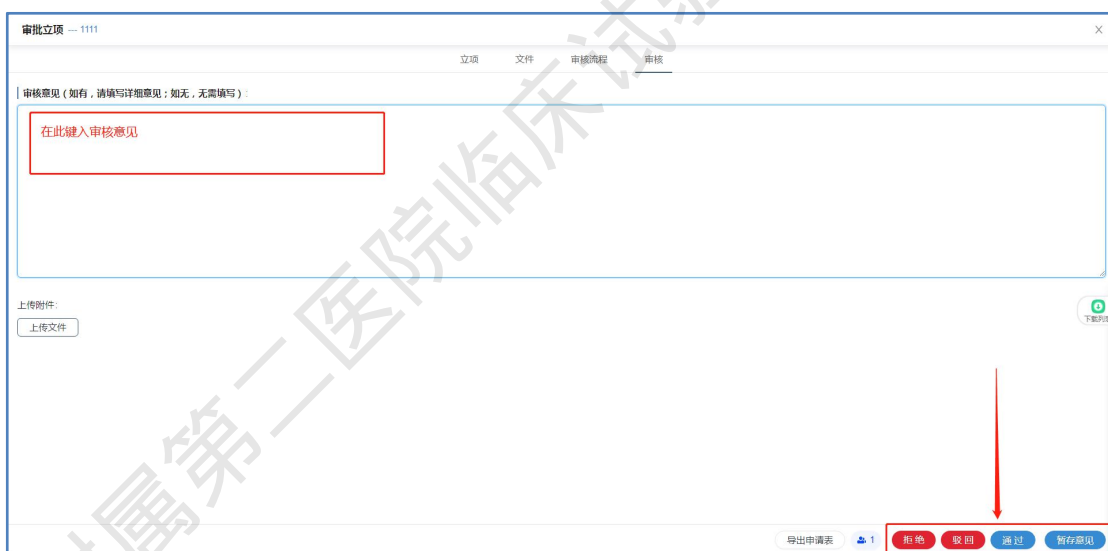 审批立项 — 1111
立项 文件 审核流程 审核
审核意见（如有，请填写详细意见；如无，无需填写）:
在此键入审核意见
上传附件:
上传文件
下载列
导出申请表 1 拒绝 驳回 通过 暂存意见
属第二医院临床试